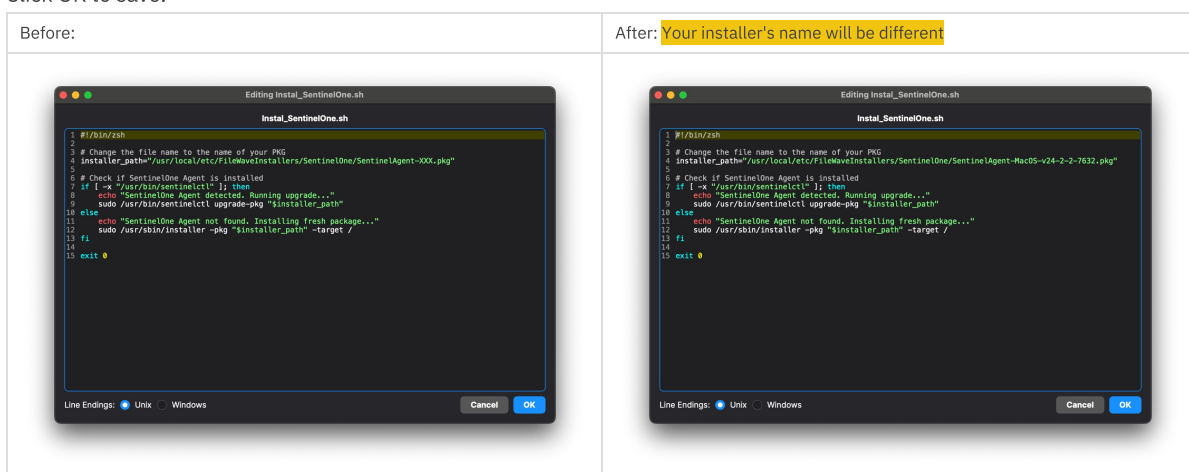 Click OK to save.
Before:
After: Your installer's name will be different
Editing Instal_SentinelOne.sh
Instal_SentinelOne.sh
1 #!/bin/zsh
2
3 # Change the file name to the name of your PKG
4 installer_path="/usr/local/etc/FileWaveInstallers/SentinelOne/SentinelAgent-XXX.pkg"
5
6 # Check if SentinelOne Agent is installed
7 if [ -x "/usr/bin/sentinelctl" ]; then
8     echo "SentinelOne Agent detected. Running upgrade..."
9     sudo /usr/bin/sentinelctl upgrade-pkg "$installer_path"
10 else
11     echo "SentinelOne Agent not found. Installing fresh package..."
12     sudo /usr/sbin/installer -pkg "$installer_path" -target /
13 fi
14
15 exit 0
Line Endings: Unix Windows Cancel OK
Editing Instal_SentinelOne.sh
Instal_SentinelOne.sh
1 #!/bin/zsh
2
3 # Change the file name to the name of your PKG
4 installer_path="/usr/local/etc/FileWaveInstallers/SentinelOne/SentinelAgent-MacOS-v24-2-2-7632.pkg"
5
6 # Check if SentinelOne Agent is installed
7 if [ -x "/usr/bin/sentinelctl" ]; then
8     echo "SentinelOne Agent detected. Running upgrade..."
9     sudo /usr/bin/sentinelctl upgrade-pkg "$installer_path"
10 else
11     echo "SentinelOne Agent not found. Installing fresh package..."
12     sudo /usr/sbin/installer -pkg "$installer_path" -target /
13 fi
14
15 exit 0
Line Endings: Unix Windows Cancel OK